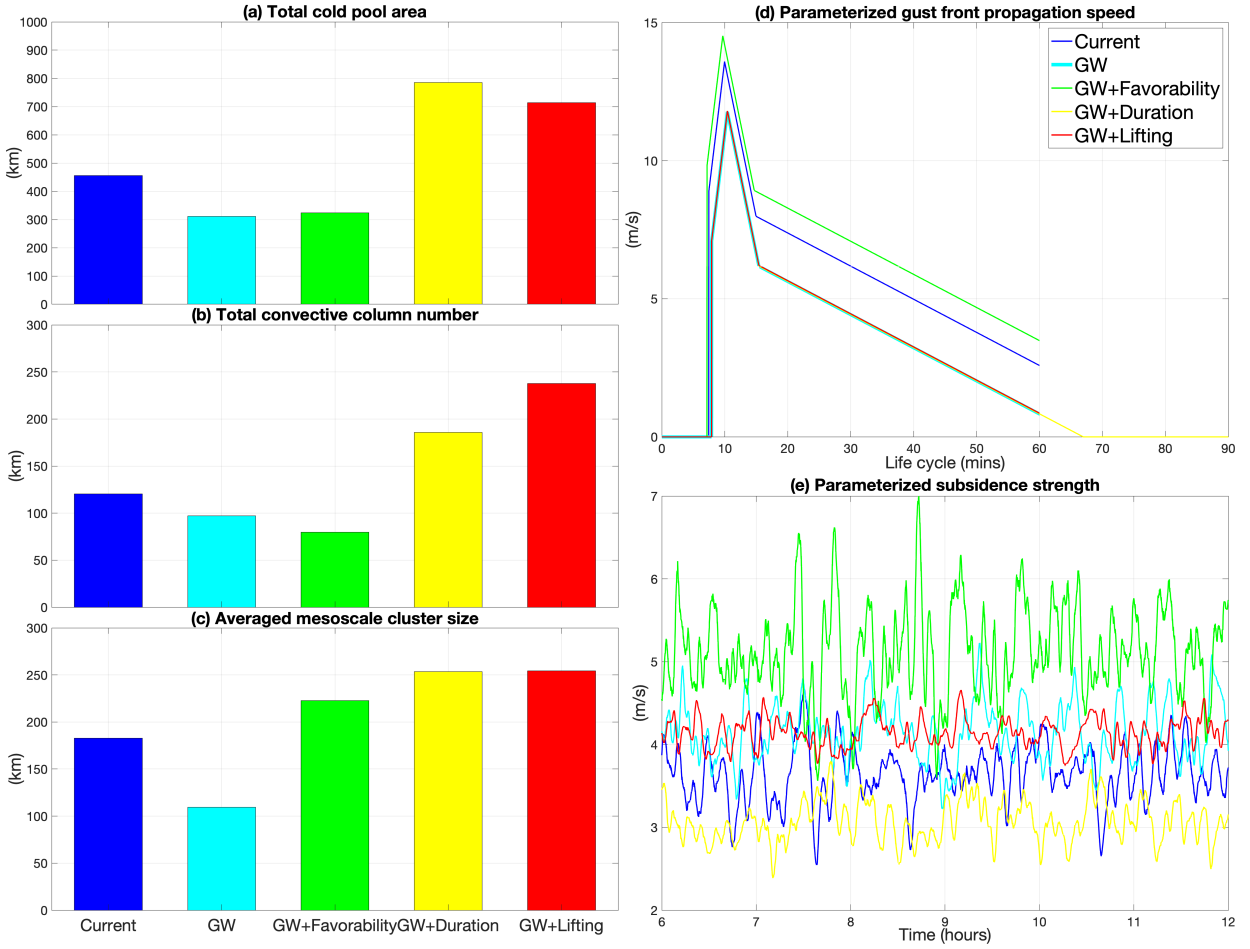 (a) Total cold pool area
1000
900
800
700
600
500
400
300
200
100
0
(km)
(b) Total convective column number
300
250
200
150
100
50
0
(km)
(c) Averaged mesoscale cluster size
300
250
200
150
100
50
0
(km)
Current GW GW+Favorability GW+Duration GW+Lifting
(d) Parameterized gust front propagation speed
15
10
5
0
(m/s)
Current
GW
GW+Favorability
GW+Duration
GW+Lifting
0 10 20 30 40 50 60 70 80 90
Life cycle (mins)
(e) Parameterized subsidence strength
7
6
5
4
3
2
(m/s)
6 7 8 9 10 11 12
Time (hours)